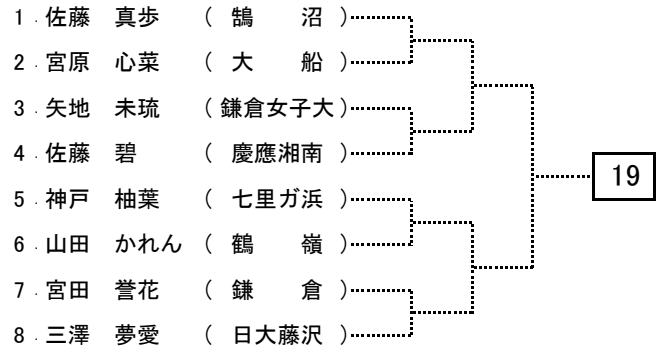 1 . 佐藤　真歩　（　鵠　　沼　）
2 . 宮原　心菜　（　大　　船　）
3 . 矢地　未琉　（ 鎌倉女子大）
4 . 佐藤　碧　　（　慶應湘南　）
19
5 . 神戸　柚葉　（　七里ガ浜　）
6 . 山田　かれん（　鶴　　嶺　）
7 . 宮田　誉花　（　鎌　　倉　）
8 . 三澤　夢愛　（　日大藤沢　）